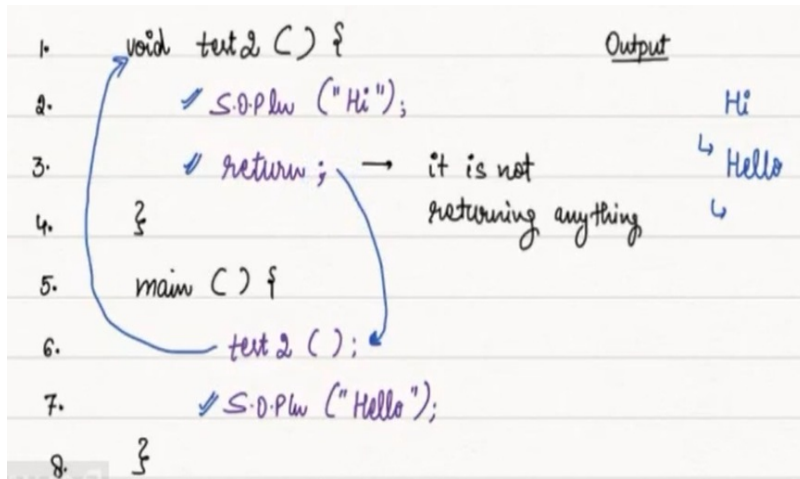 1. void test2 () { Output
2. S.O.Pln ("Hi"); Hi
3. return; → it is not ↳ Hello
4. } returning anything ↳
5. main () {
6. test2 ();
7. S.O.Pln ("Hello");
8. }